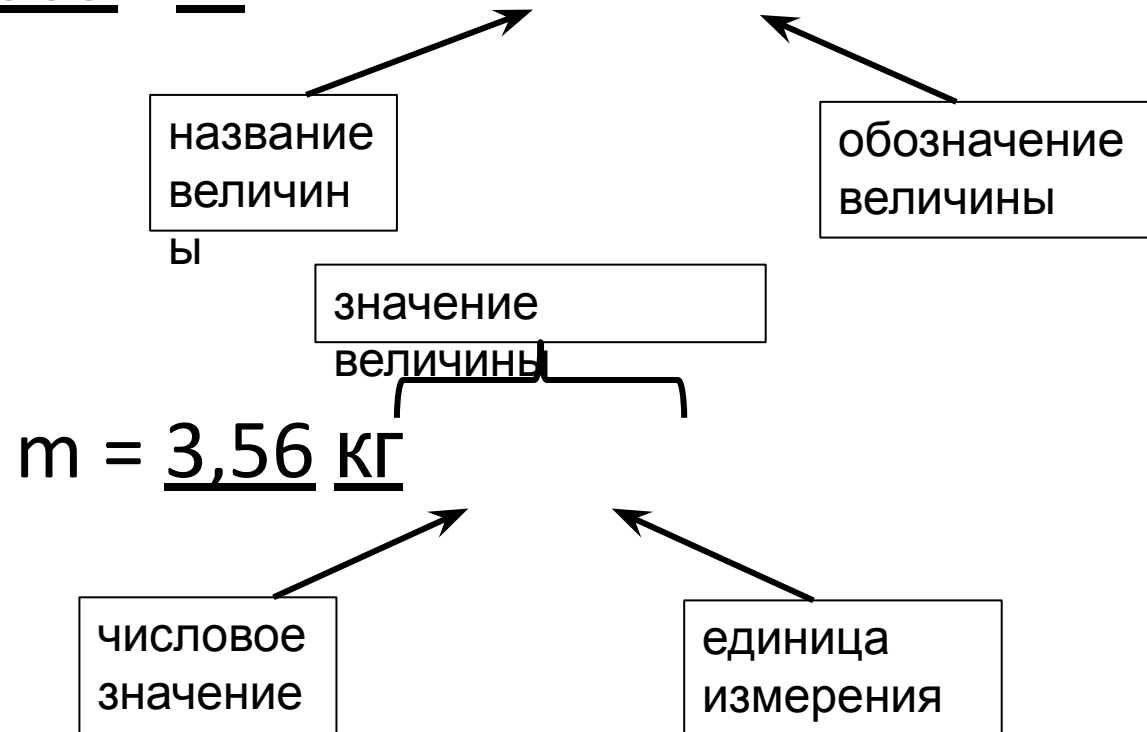 название
величин
ы
обозначение
величины
значение
величины
m = 3,56 кг
числовое
значение
единица
измерения